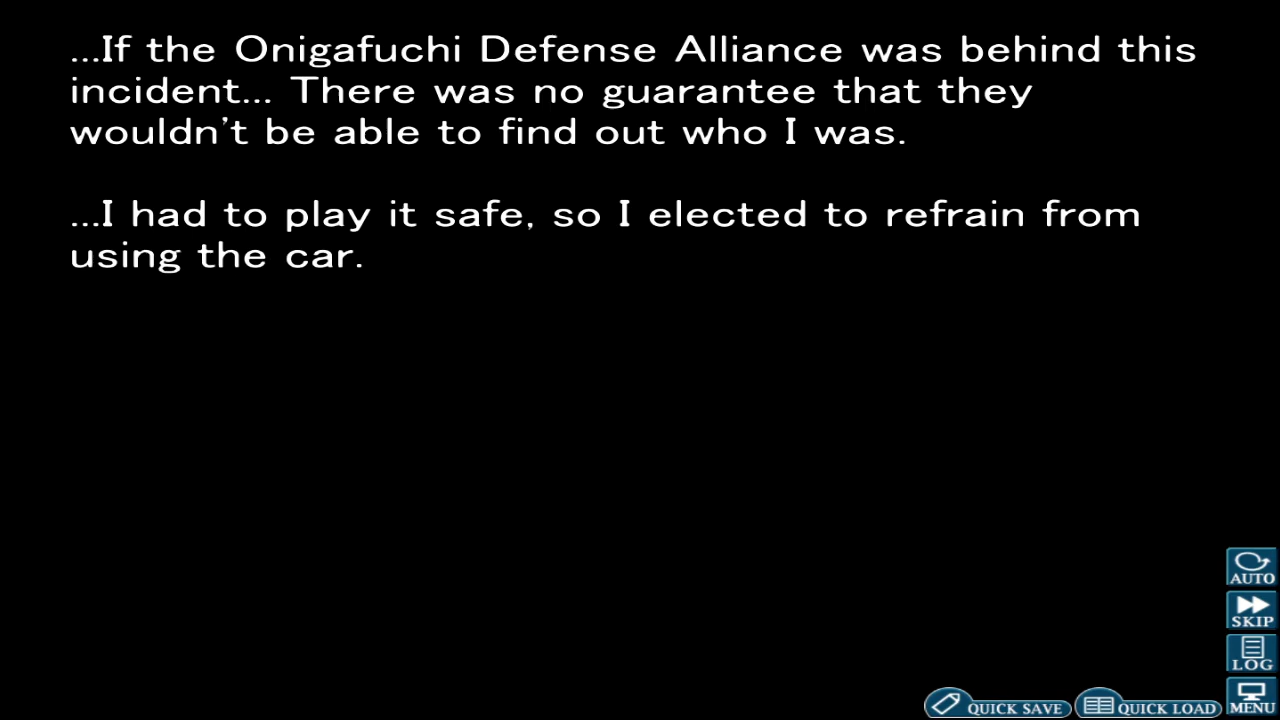 ...If the Onigafuchi Defense Alliance was behind this
incident... There was no guarantee that they
wouldn't be able to find out who I was.
...I had to play it safe, so I elected to refrain from
using the car.
AUTO
SKIP
LOG
MENU
QUICK SAVE
QUICK LOAD